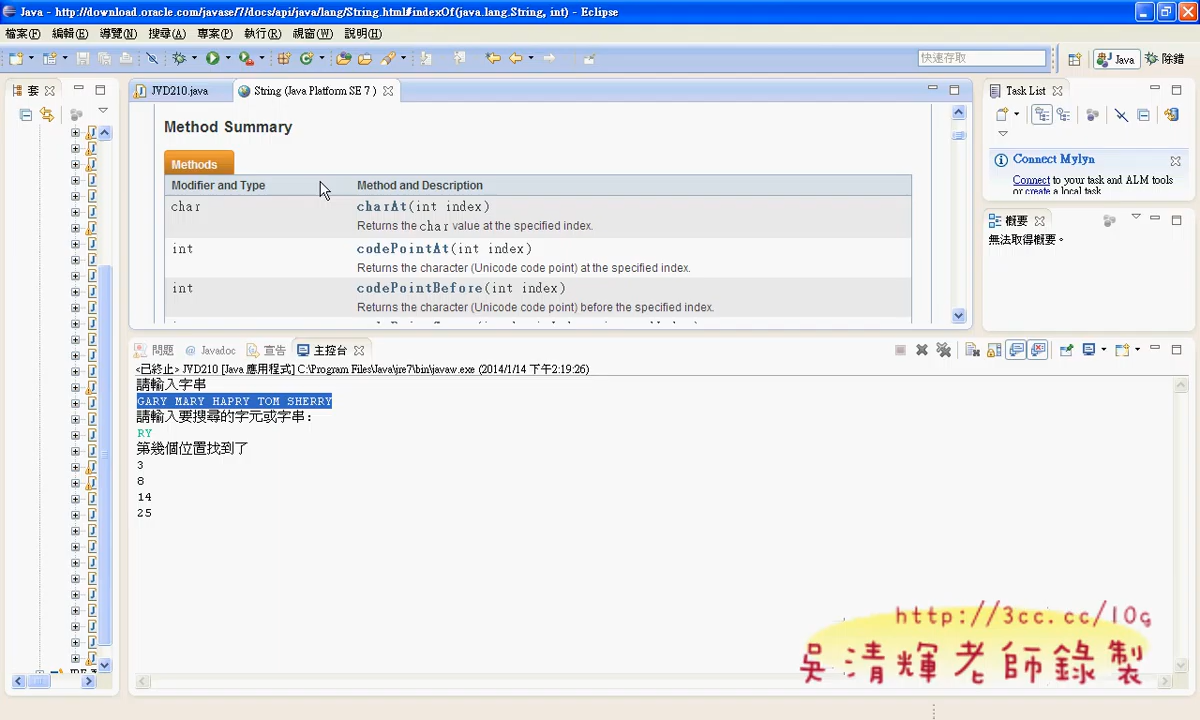 Java - http://download.oracle.com/javase/7/docs/api/java/lang/String.html#indexOf(java.lang.String, int) - Eclipse
檔案(F) 編輯(E) 導覽(N) 搜尋(A) 專案(P) 執行(R) 視窗(W) 說明(H)
快速存取
Java
除錯
套
JVD210.java
String (Java Platform SE 7 )
Method Summary
Methods
Modifier and Type Method and Description
char charAt(int index)
Returns the char value at the specified index.
int codePointAt(int index)
Returns the character (Unicode code point) at the specified index.
int codePointBefore(int index)
Returns the character (Unicode code point) before the specified index.
Task List
Connect Mylyn
Connect to your task and ALM tools
or create a local task
概要
無法取得概要。
問題 @ Javadoc 宣告 主控台
<已終止> JVD210 [Java 應用程式] C:\Program Files\Java\jre7\bin\javaw.exe (2014/1/14 下午2:19:26)
請輸入字串
GARY MARY HAPRY TOM SHERRY
請輸入要搜尋的字元或字串:
RY
第幾個位置找到了
3
8
14
25
http://3cc.cc/10g
吳清輝老師錄製